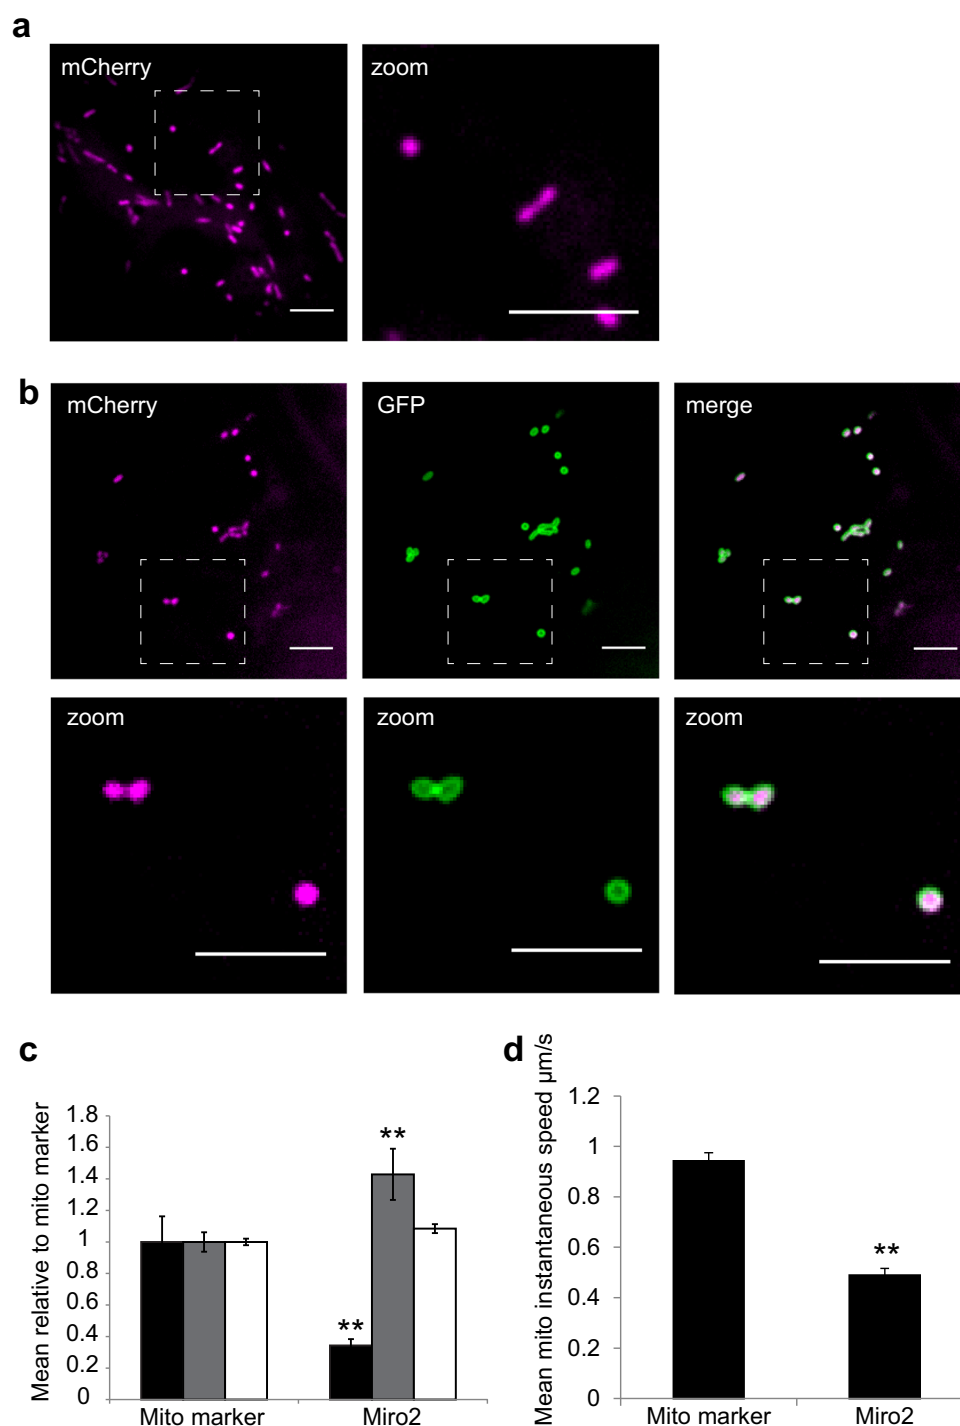 a
mCherry
zoom
b
mCherry
GFP
merge
zoom
zoom
zoom
c
Mean relative to mito marker
1.8
1.6
1.4
1.2
1
0.8
0.6
0.4
0.2
0
**
**
Mito marker
Miro2
d
Mean mito instantaneous speed µm/s
1.2
1
0.8
0.6
0.4
0.2
0
**
Mito marker
Miro2